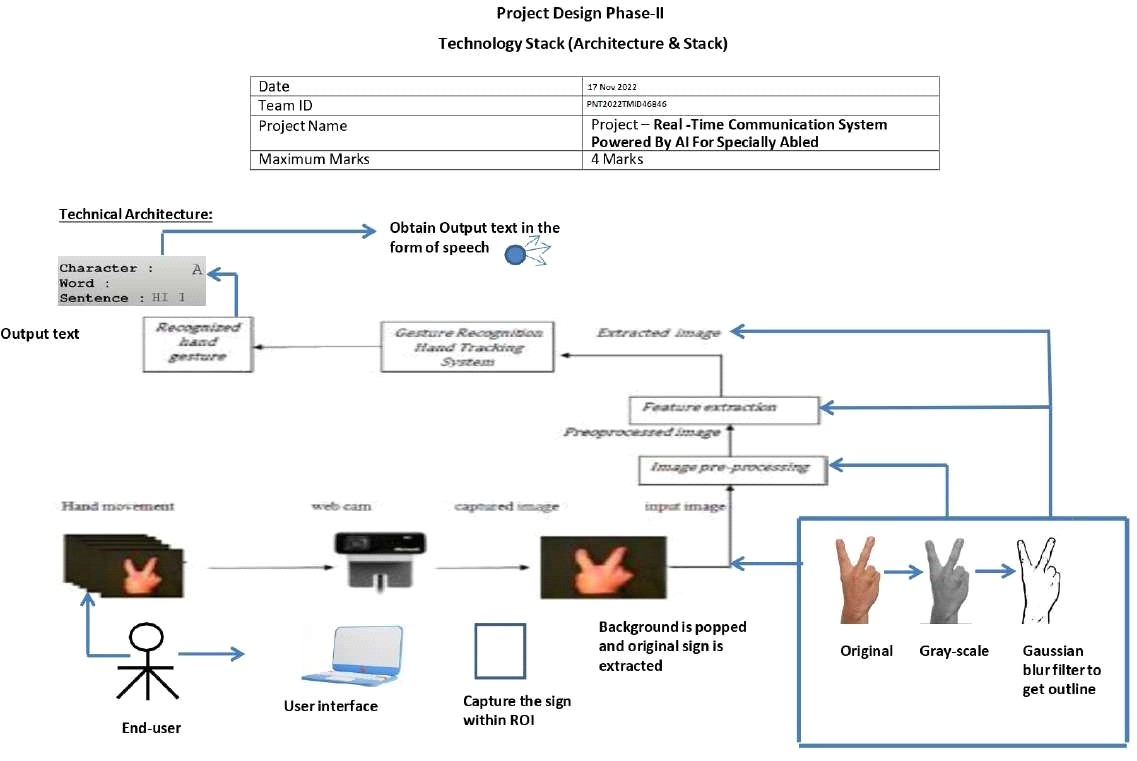 Project Design Phase-II
Technology Stack (Architecture & Stack)
Date 17 Nov 2022
Team ID PNT2022TMID46846
Project Name Project – Real -Time Communication System
Powered By AI For Specially Abled
Maximum Marks 4 Marks
Technical Architecture:
Obtain Output text in the
form of speech
Character : A
Word :
Sentence : HI I
Output text
Recognized
hand
gesture
Gesture Recognition
Hand Tracking
System
Extracted image
Feature extraction
Preoprocessed image
Image pre-processing
Hand movement
web cam
captured image
input image
Background is popped
and original sign is
extracted
Original
Gray-scale
Gaussian
blur filter to
get outline
User interface
Capture the sign
within ROI
End-user